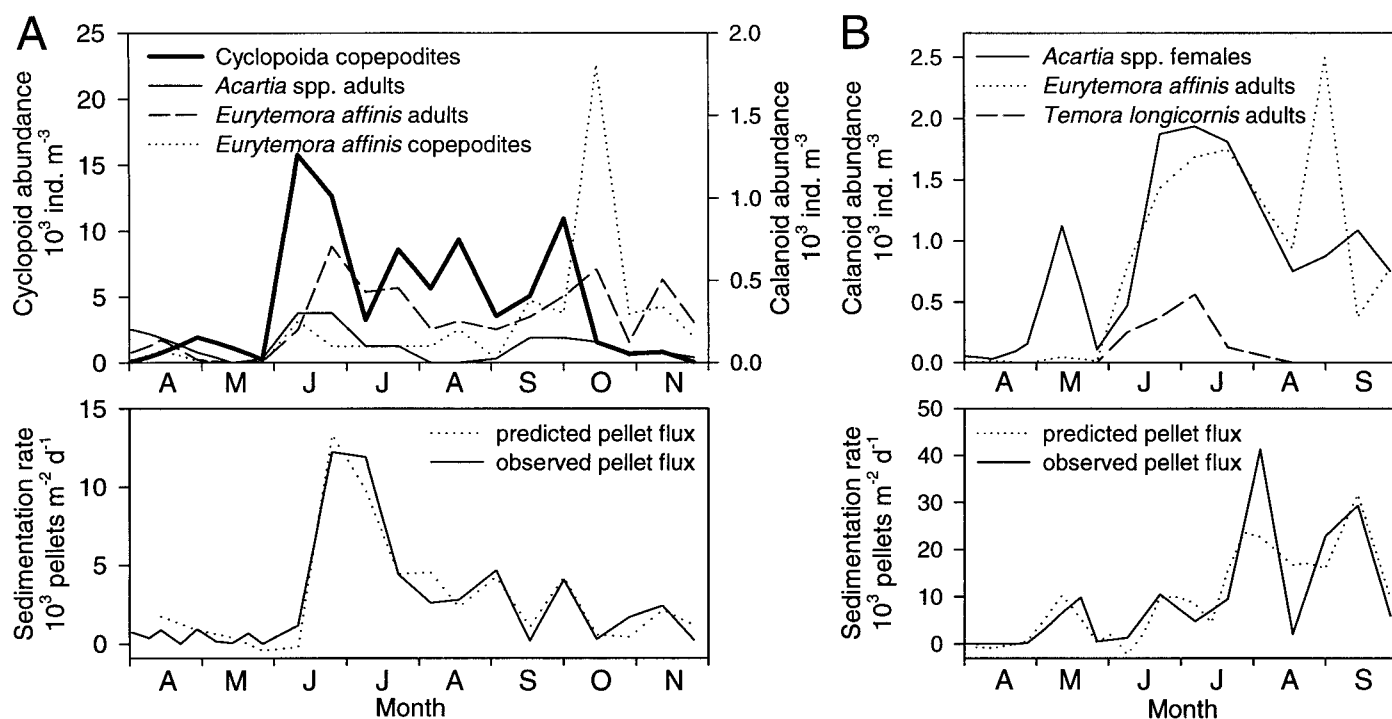 A
Cyclopoid abundance
10³ ind. m⁻³
25
20
15
10
5
0
Cyclopoida copepodites
Acartia spp. adults
Eurytemora affinis adults
Eurytemora affinis copepodites
2.0
1.5
1.0
0.5
0.0
Calanoid abundance
10³ ind. m⁻³
A M J J A S O N
Sedimentation rate
10³ pellets m⁻² d⁻¹
15
10
5
0
predicted pellet flux
observed pellet flux
A M J J A S O N
Month
B
Calanoid abundance
10³ ind. m⁻³
2.5
2.0
1.5
1.0
0.5
0.0
Acartia spp. females
Eurytemora affinis adults
Temora longicornis adults
A M J J A S
Sedimentation rate
10³ pellets m⁻² d⁻¹
50
40
30
20
10
0
predicted pellet flux
observed pellet flux
A M J J A S
Month